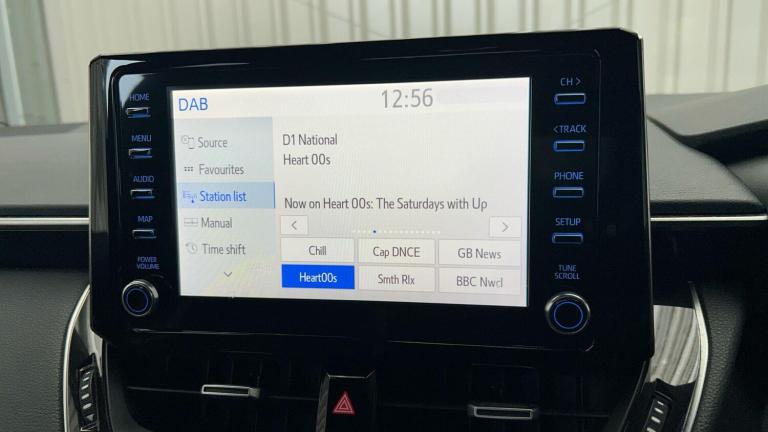 HOME
MENU
AUDIO
MAP
POWER
VOLUME
DAB
12:56
Source
Favourites
Station list
Manual
Time shift
D1 National
Heart 00s
Now on Heart 00s: The Saturdays with Up
Chill
Cap DNCE
GB News
Heart00s
Smth Rlx
BBC Nwcl
CH >
< TRACK
PHONE
SETUP
TUNE
SCROLL